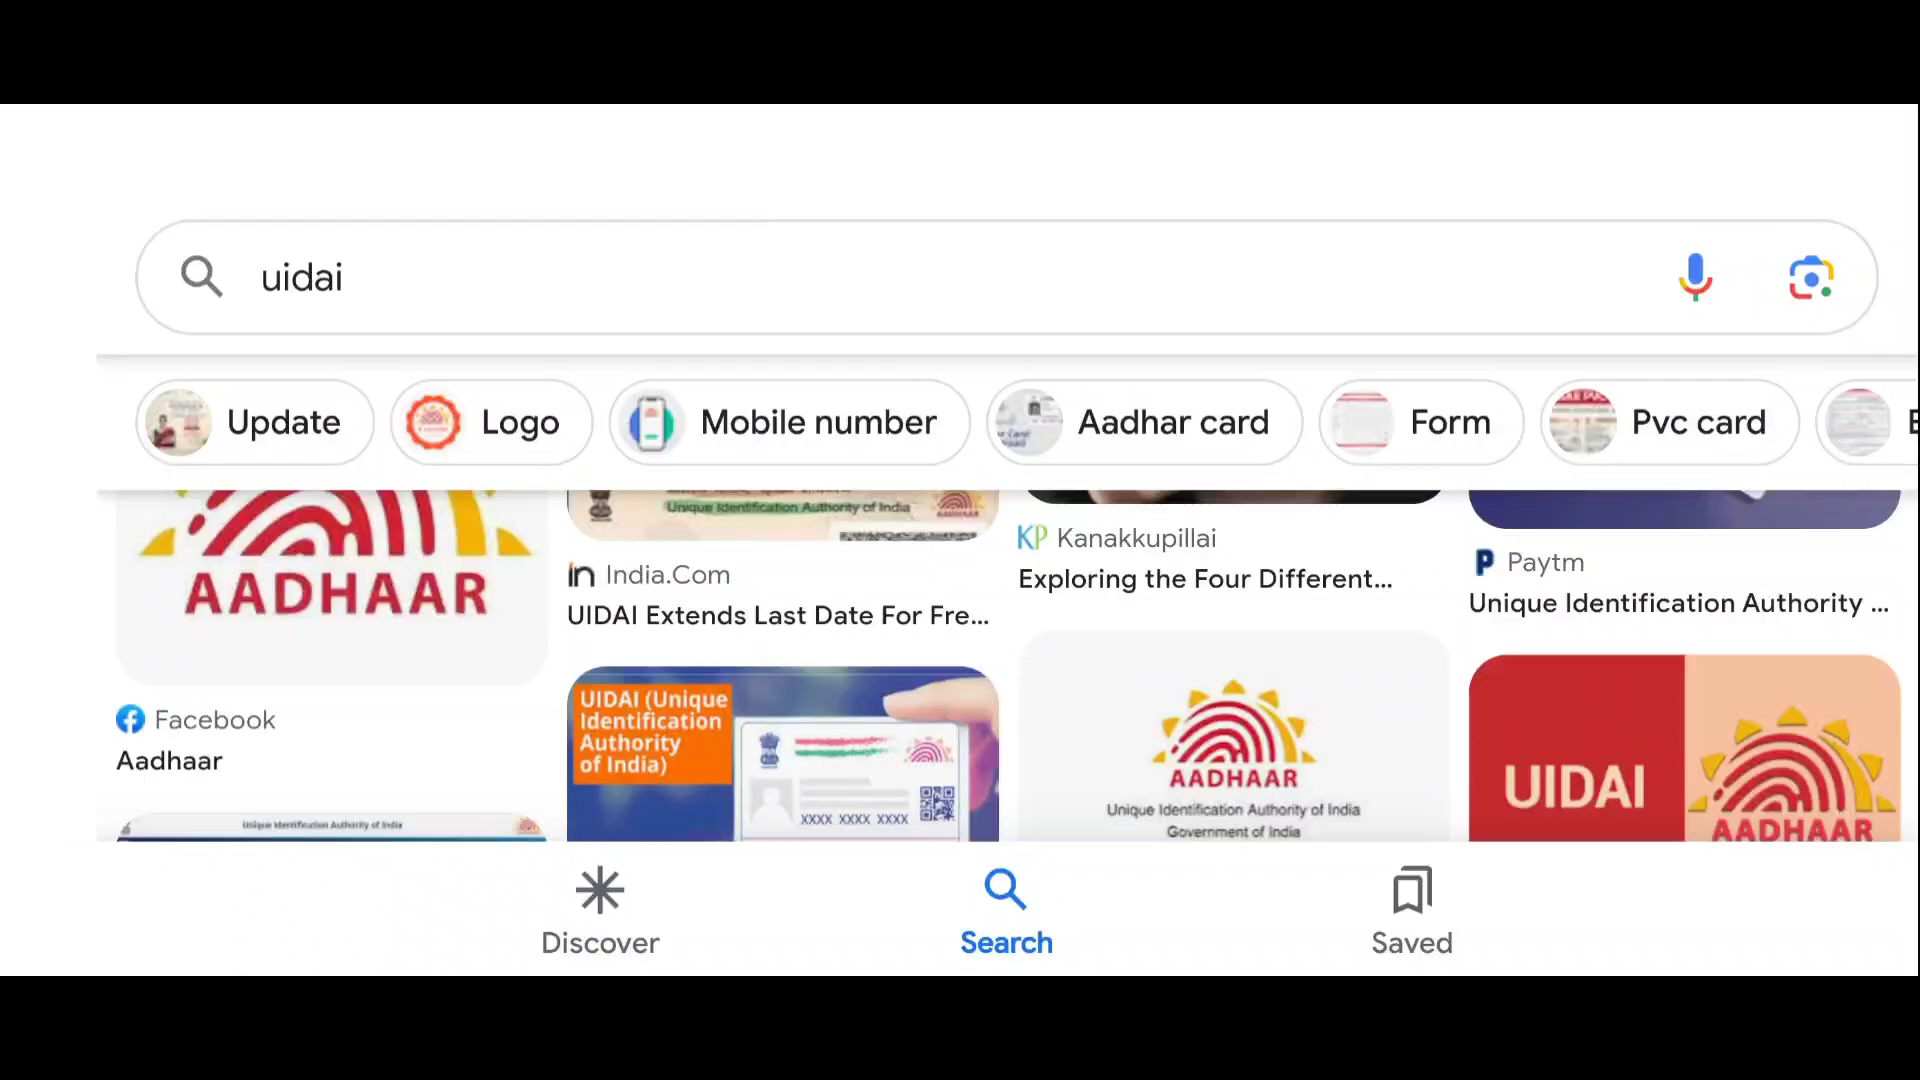 uidai
Update
Logo
Mobile number
Aadhar card
Form
Pvc card
AADHAAR
Facebook
Aadhaar
Unique Identification Authority of India
Unique Identification Authority of India
India.Com
UIDAI Extends Last Date For Fre...
UIDAI (Unique
Identification
Authority
of India)
XXXX XXXX XXXX
KP Kanakkupillai
Exploring the Four Different...
AADHAAR
Unique Identification Authority of India
Government of India
Paytm
Unique Identification Authority ...
UIDAI
AADHAAR
Discover
Search
Saved